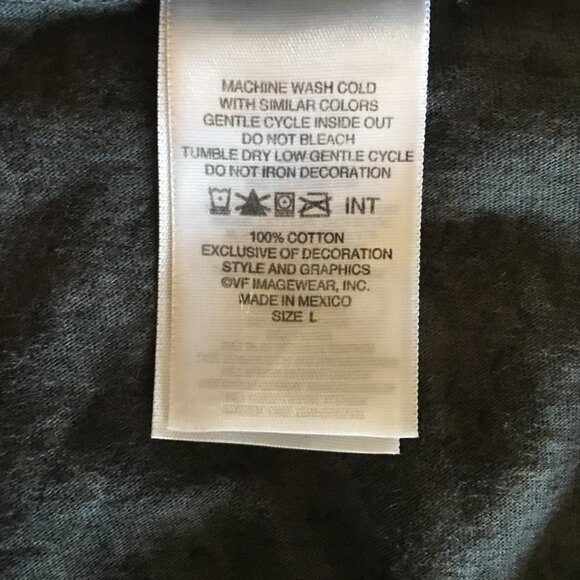 MACHINE WASH COLD
WITH SIMILAR COLORS
GENTLE CYCLE INSIDE OUT
DO NOT BLEACH
TUMBLE DRY LOW GENTLE CYCLE
DO NOT IRON DECORATION
INT
100% COTTON
EXCLUSIVE OF DECORATION
STYLE AND GRAPHICS
©VF IMAGEWEAR, INC.
MADE IN MEXICO
SIZE L